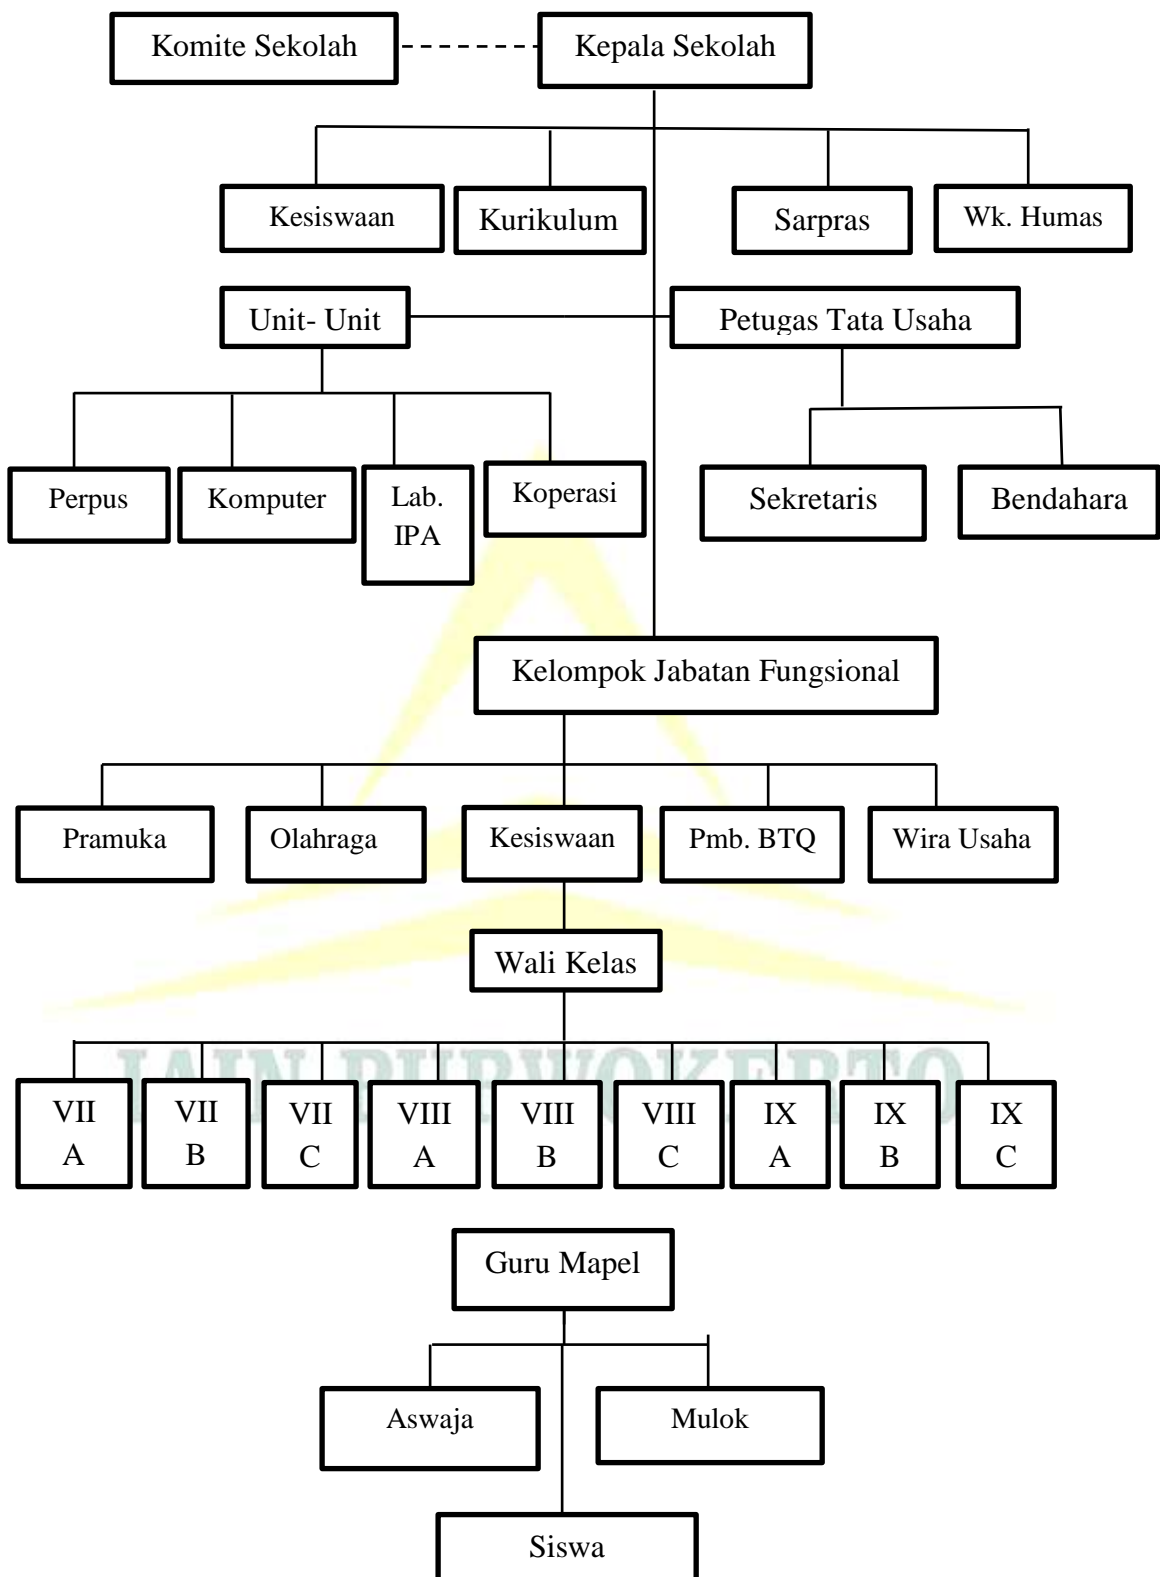 Komite Sekolah
Kepala Sekolah
Kesiswaan
Kurikulum
Sarpras
Wk. Humas
Unit- Unit
Petugas Tata Usaha
Perpus
Komputer
Lab.
IPA
Koperasi
Sekretaris
Bendahara
Kelompok Jabatan Fungsional
Pramuka
Olahraga
Kesiswaan
Pmb. BTQ
Wira Usaha
Wali Kelas
IAIN PURWOKERTO
VII
A
VII
B
VII
C
VIII
A
VIII
B
VIII
C
IX
A
IX
B
IX
C
Guru Mapel
Aswaja
Mulok
Siswa